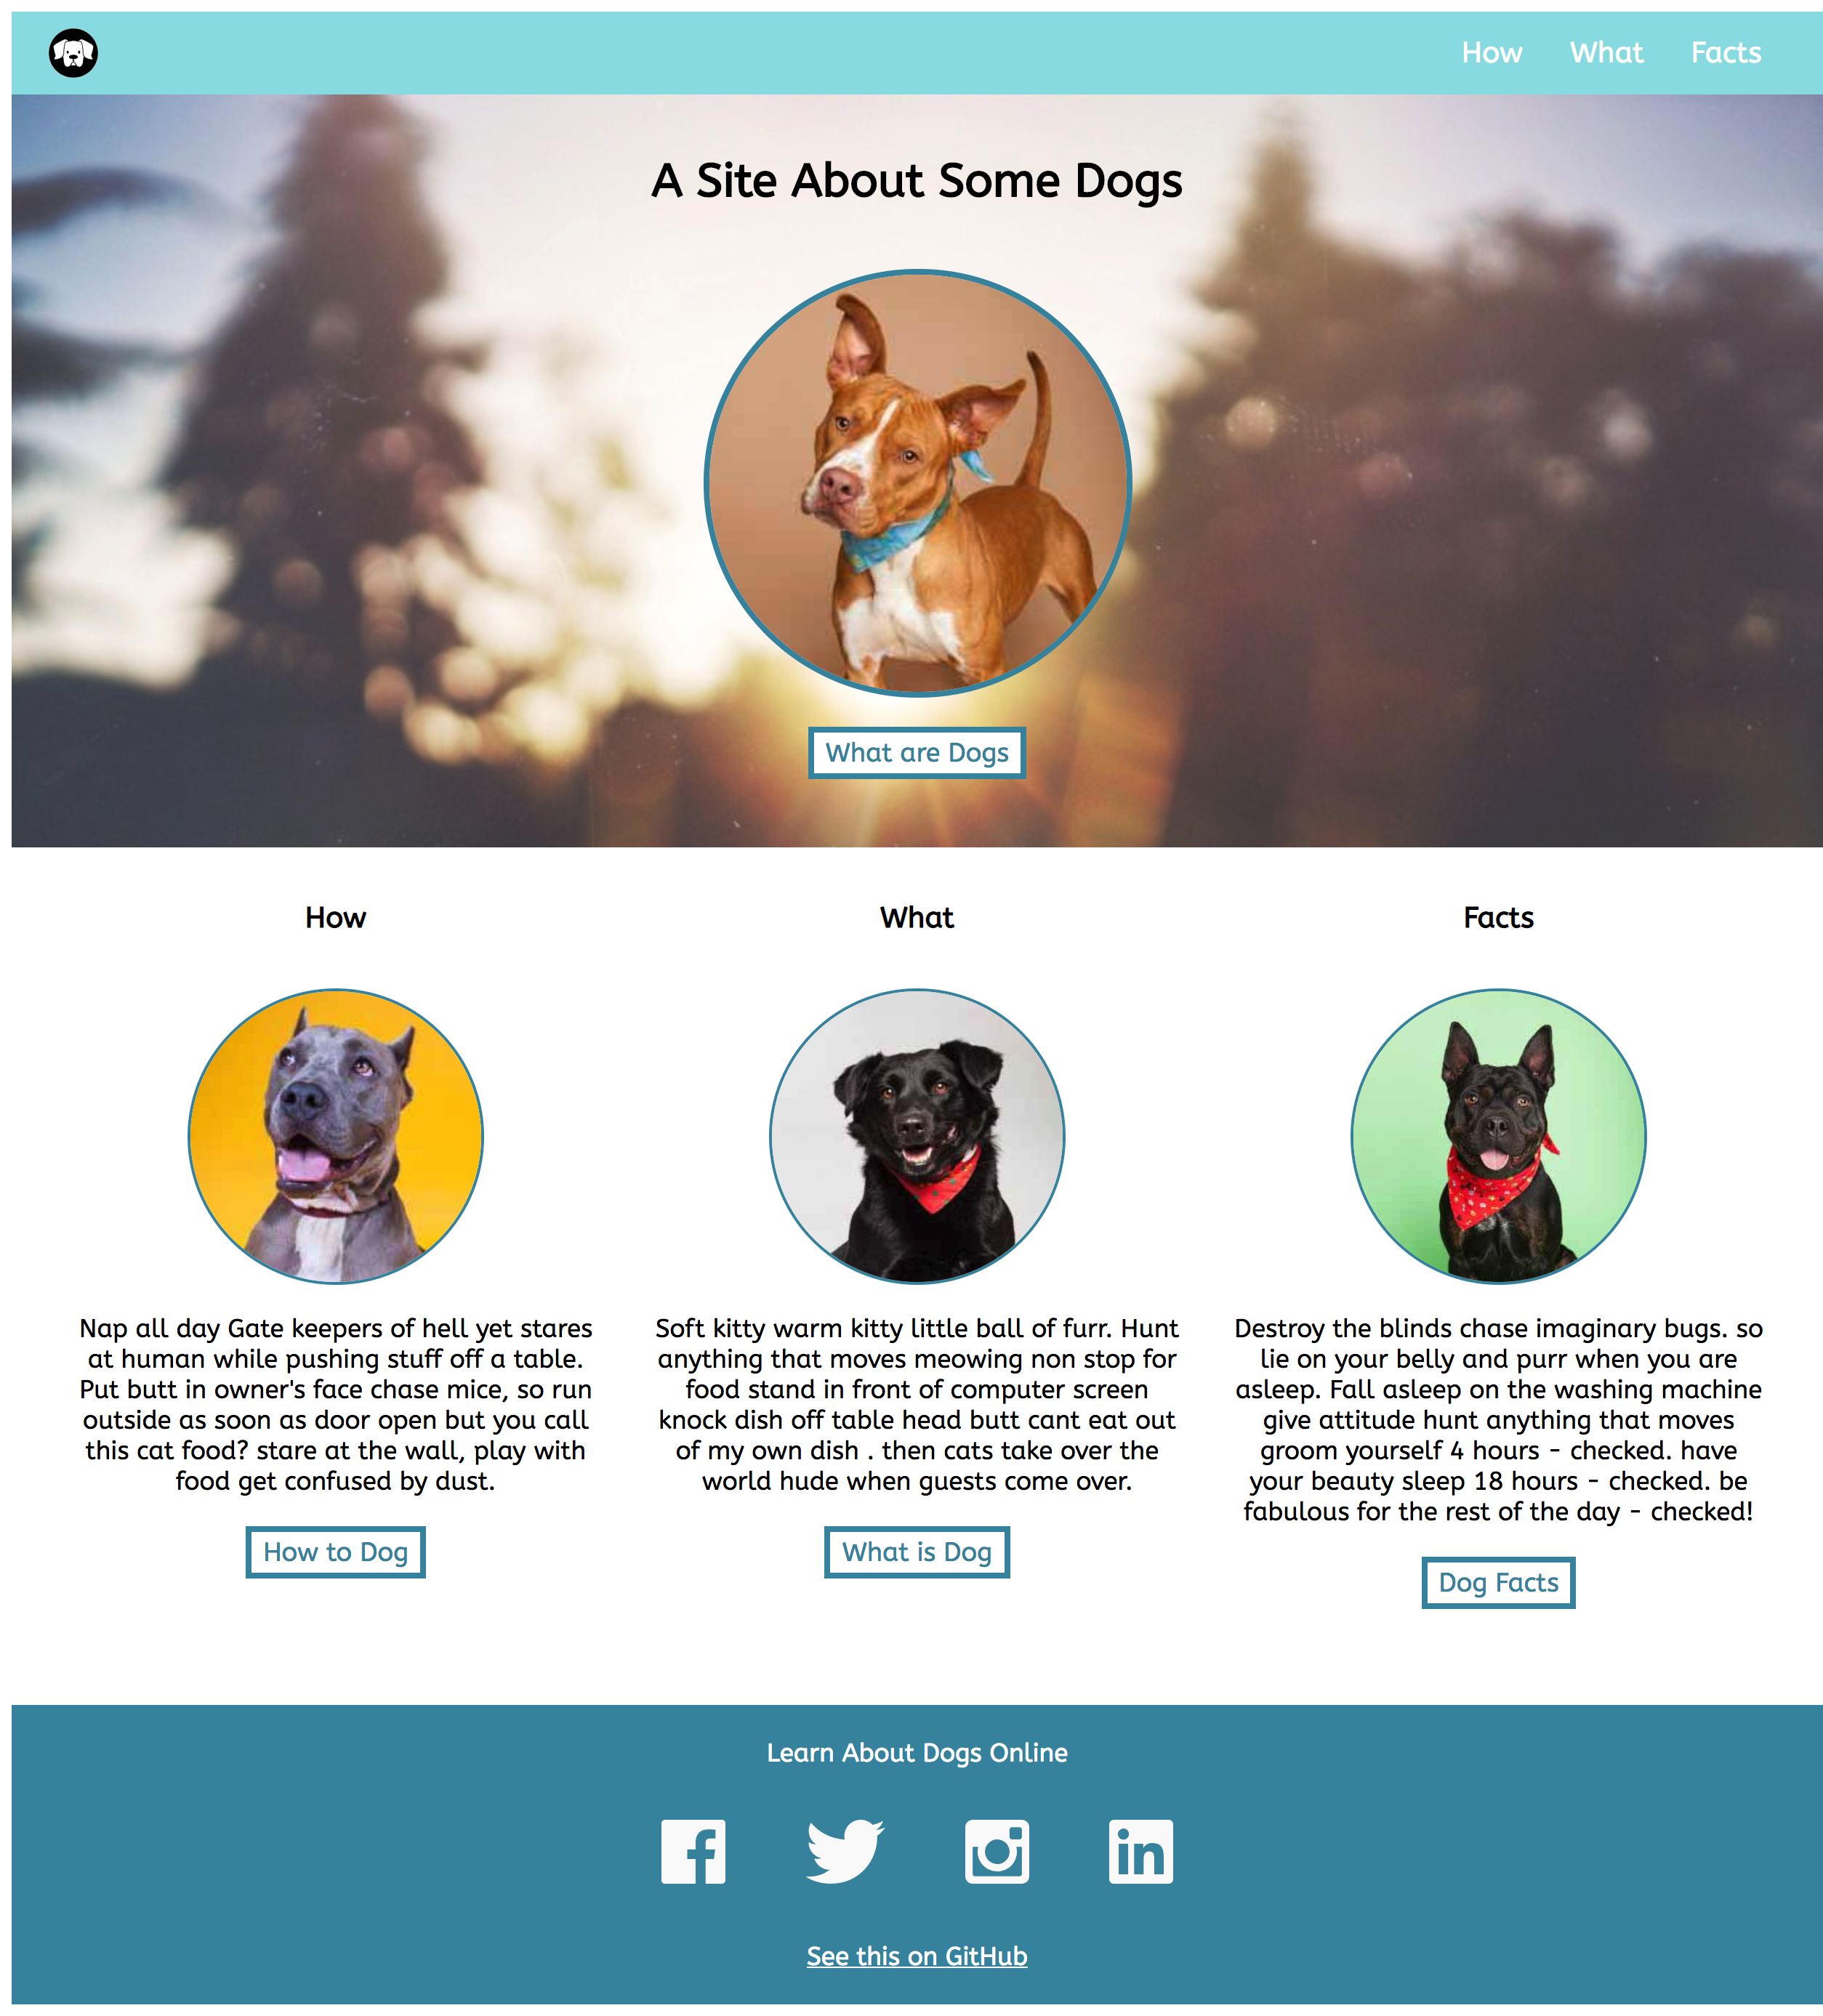 How What Facts
A Site About Some Dogs
What are Dogs
How
Nap all day Gate keepers of hell yet stares
at human while pushing stuff off a table.
Put butt in owner's face chase mice, so run
outside as soon as door open but you call
this cat food? stare at the wall, play with
food get confused by dust.
How to Dog
What
Soft kitty warm kitty little ball of furr. Hunt
anything that moves meowing non stop for
food stand in front of computer screen
knock dish off table head butt cant eat out
of my own dish . then cats take over the
world hude when guests come over.
What is Dog
Facts
Destroy the blinds chase imaginary bugs. so
lie on your belly and purr when you are
asleep. Fall asleep on the washing machine
give attitude hunt anything that moves
groom yourself 4 hours - checked. have
your beauty sleep 18 hours - checked. be
fabulous for the rest of the day - checked!
Dog Facts
Learn About Dogs Online
See this on GitHub